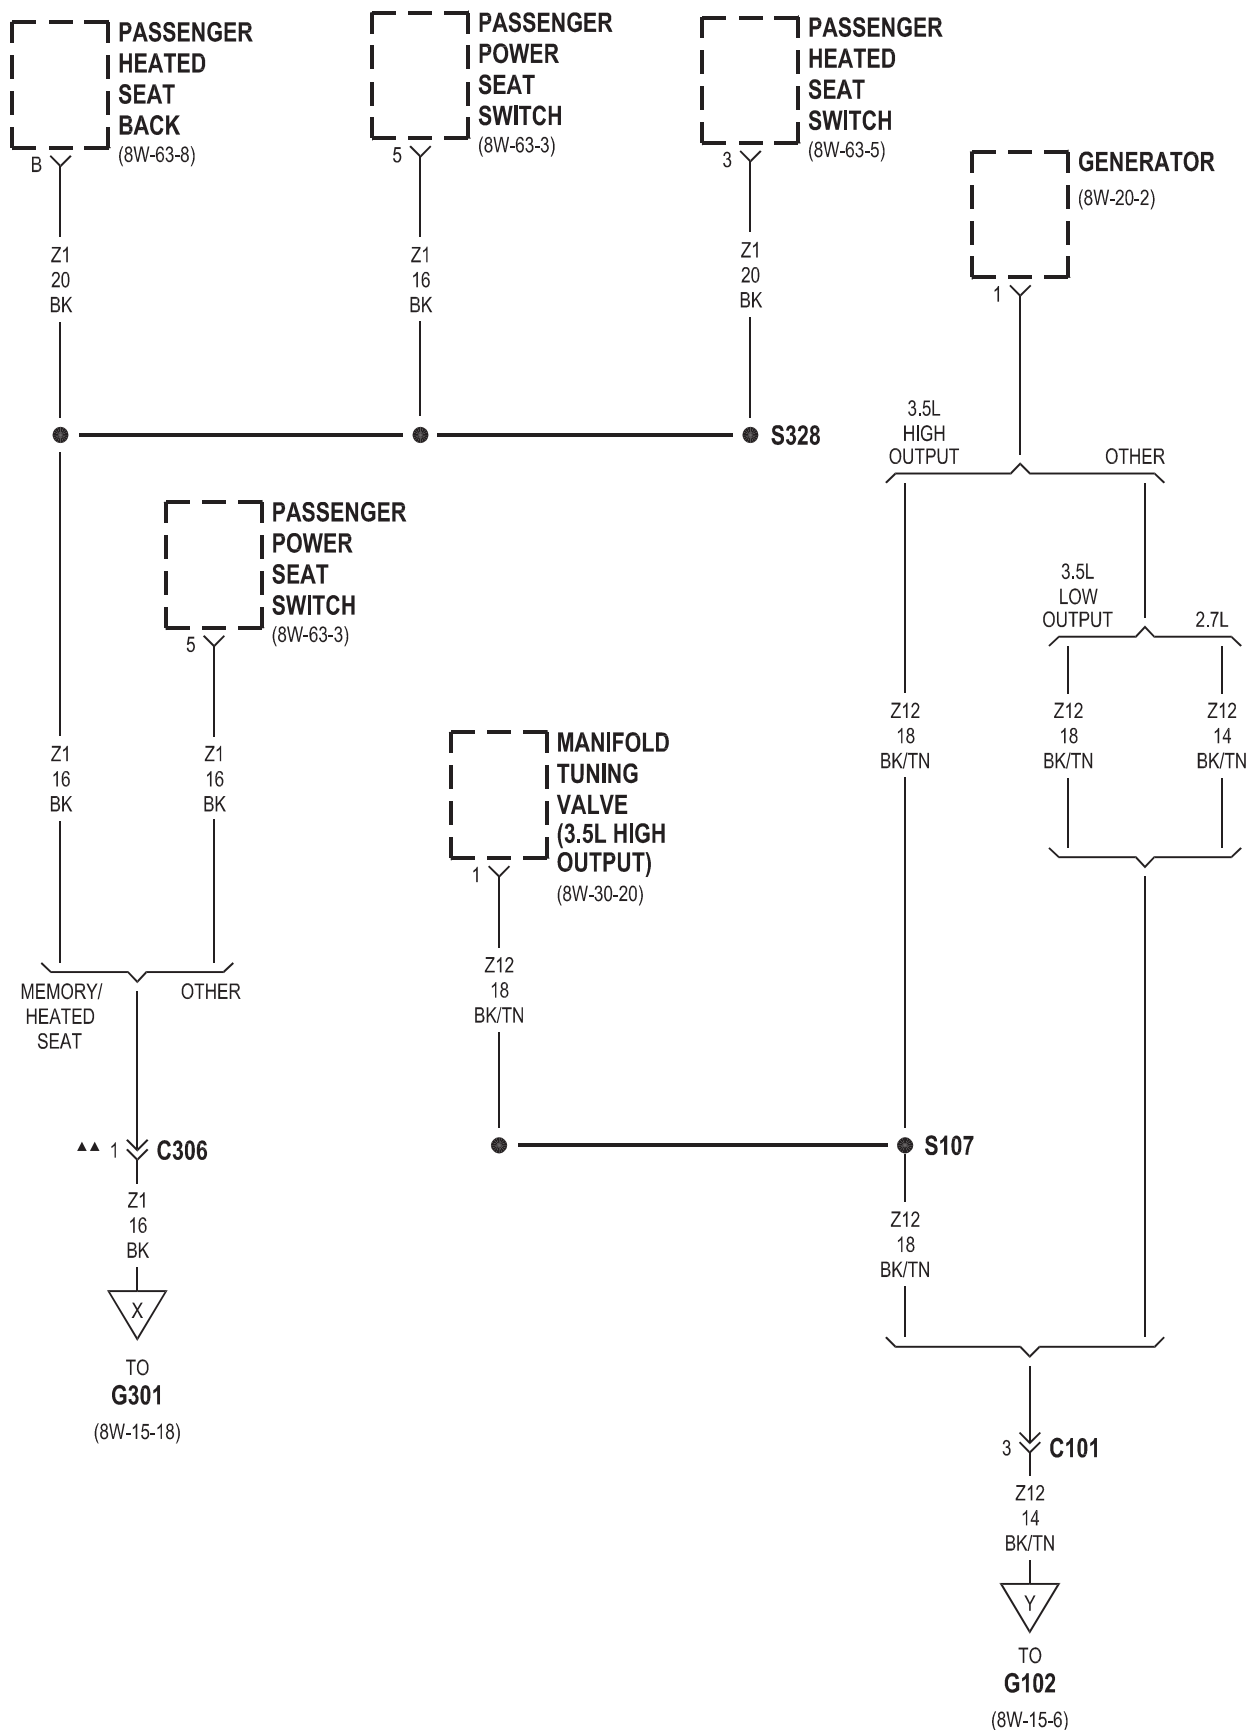 PASSENGER
HEATED
SEAT
BACK
(8W-63-8)
B
PASSENGER
POWER
SEAT
SWITCH
(8W-63-3)
5
PASSENGER
HEATED
SEAT
SWITCH
(8W-63-5)
3
GENERATOR
(8W-20-2)
1
Z1
20
BK
Z1
16
BK
Z1
20
BK
S328
3.5L
HIGH
OUTPUT
OTHER
PASSENGER
POWER
SEAT
SWITCH
(8W-63-3)
5
3.5L
LOW
OUTPUT
2.7L
Z1
16
BK
Z1
16
BK
MANIFOLD
TUNING
VALVE
(3.5L HIGH
OUTPUT)
(8W-30-20)
1
Z12
18
BK/TN
Z12
18
BK/TN
Z12
14
BK/TN
Z12
18
BK/TN
MEMORY/
HEATED
SEAT
OTHER
▲▲ 1 C306
S107
Z1
16
BK
Z12
18
BK/TN
X
TO
G301
(8W-15-18)
3 C101
Z12
14
BK/TN
Y
TO
G102
(8W-15-6)